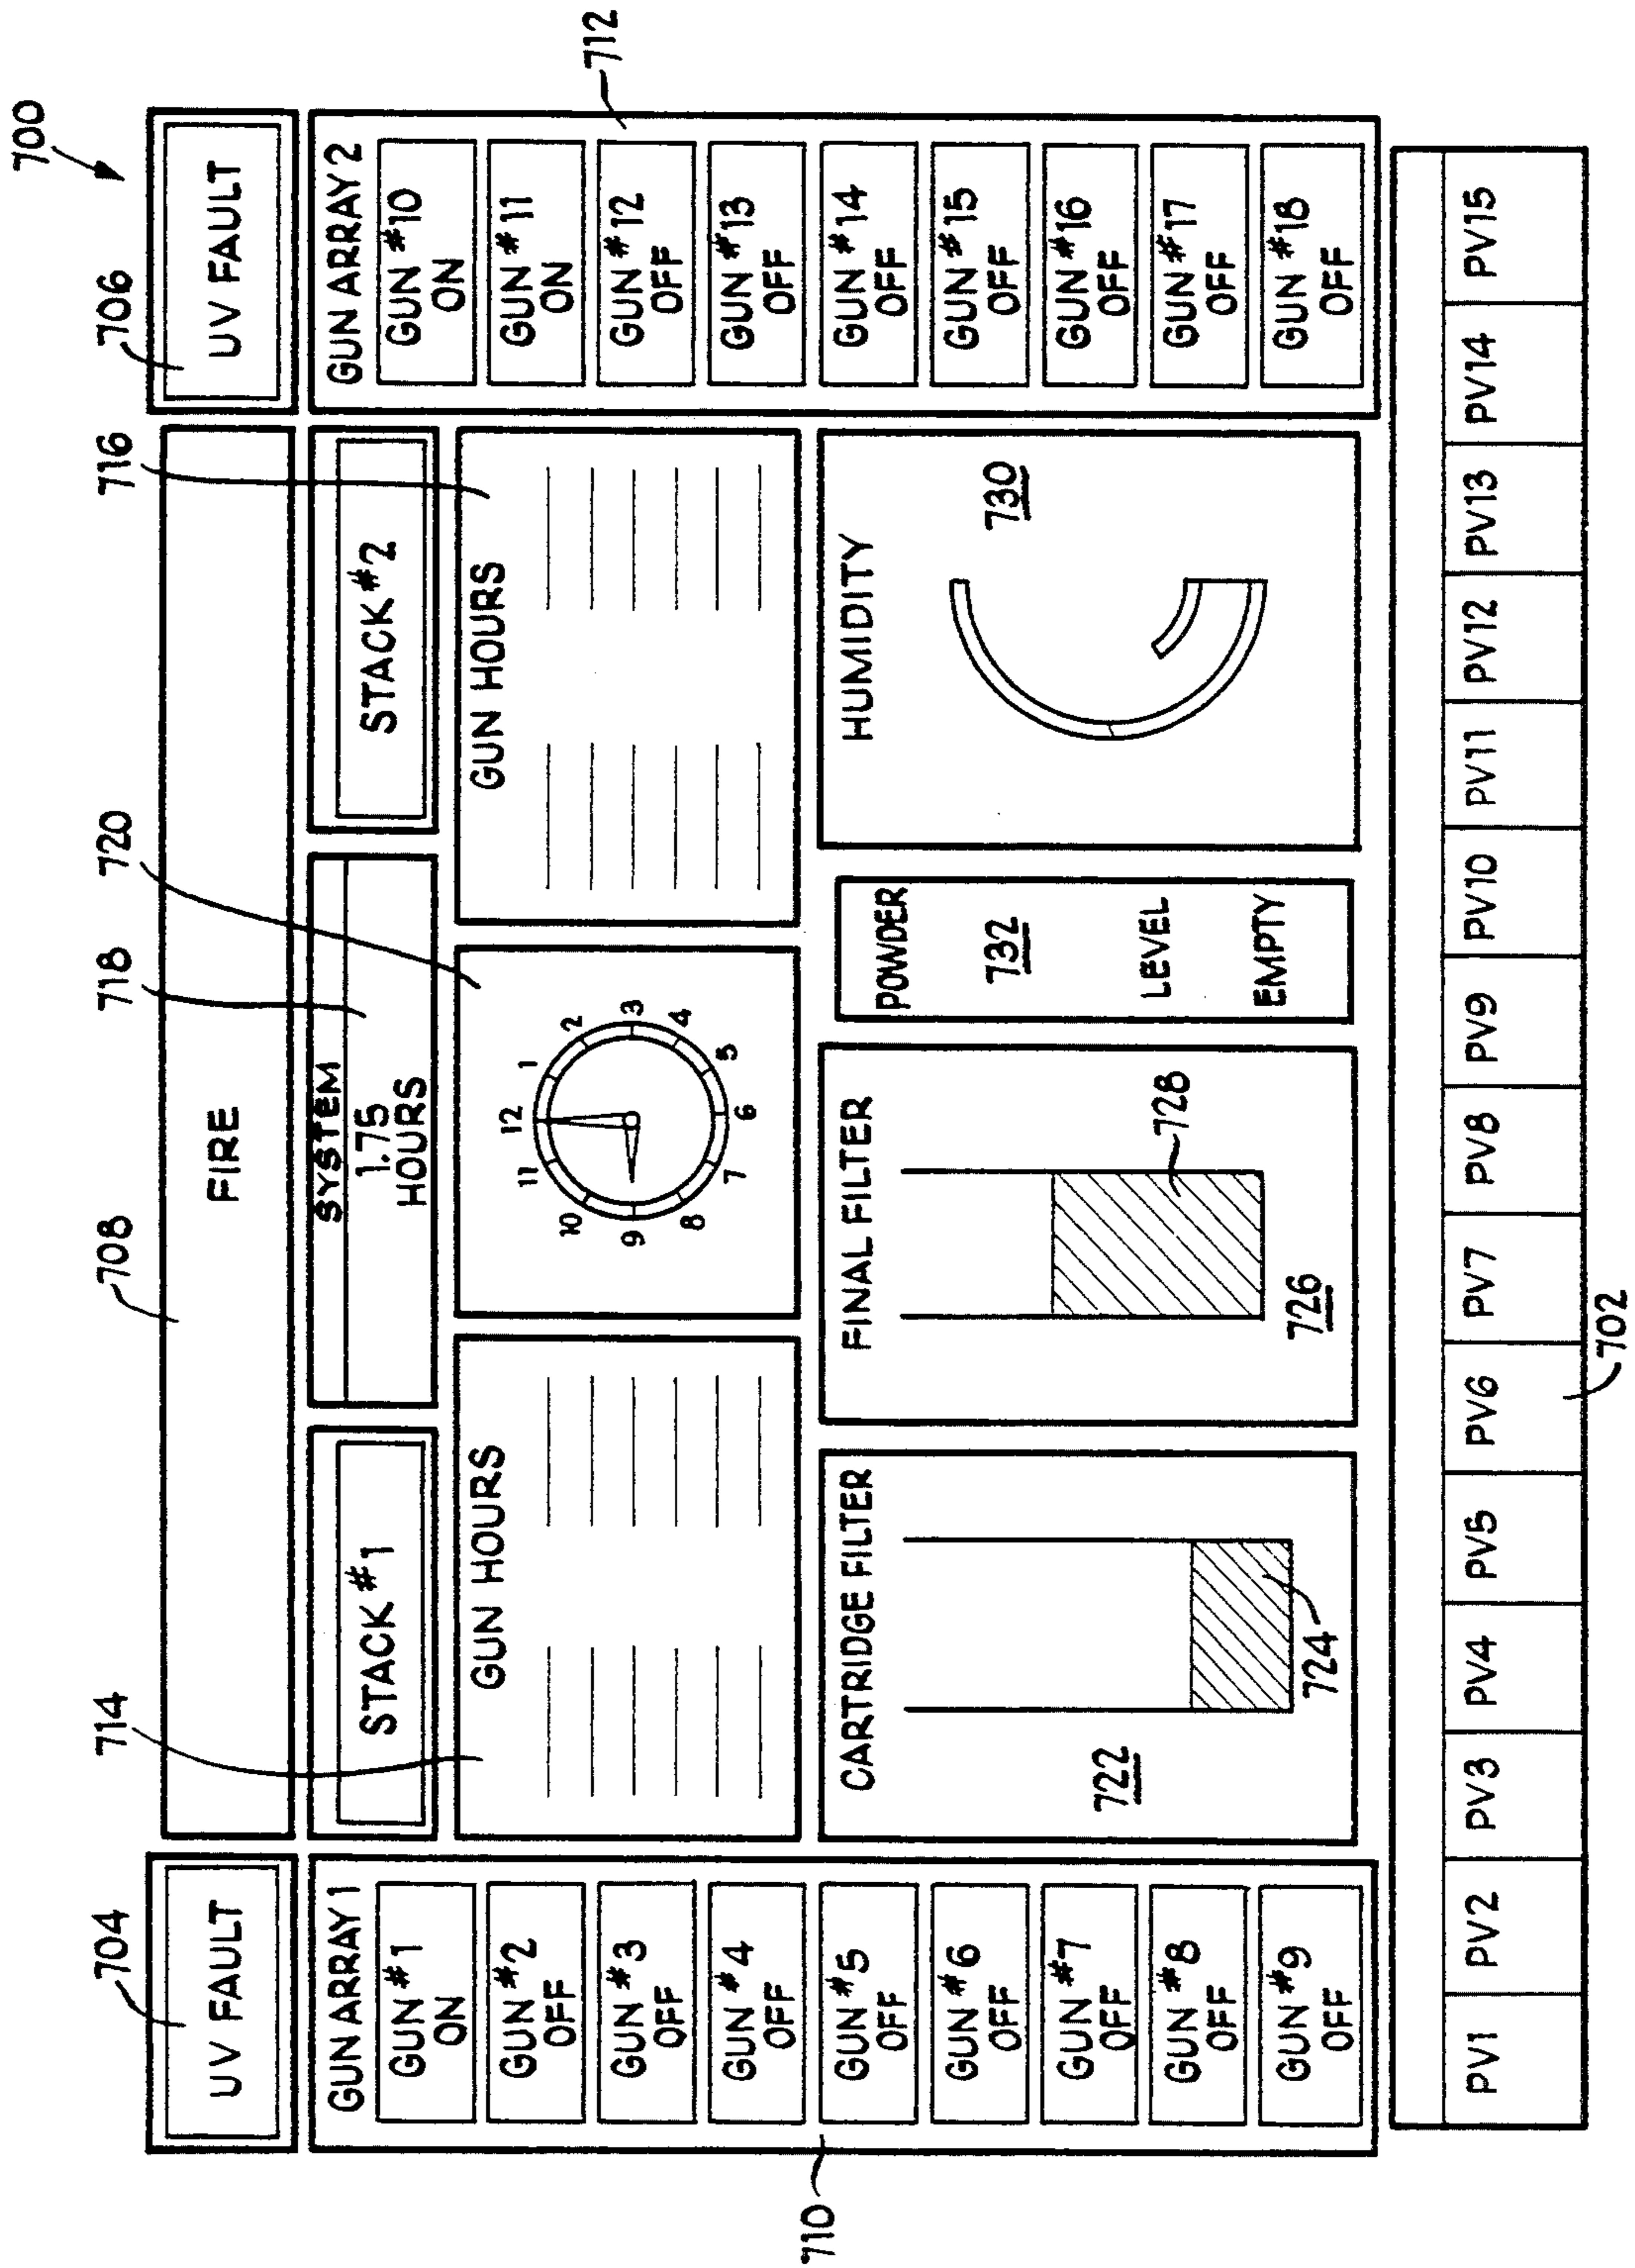 700
706
704
UV FAULT
708
FIRE
UV FAULT
714
718
720
716
712
710
GUN ARRAY 1
GUN #1
ON
GUN #2
OFF
GUN #3
OFF
GUN #4
OFF
GUN #5
OFF
GUN #6
OFF
GUN #7
OFF
GUN #8
OFF
GUN #9
OFF
STACK #1
SYSTEM
1.75
HOURS
STACK #2
GUN HOURS
12
1
2
3
4
5
6
7
8
9
10
11
GUN HOURS
CARTRIDGE FILTER
722
724
FINAL FILTER
728
726
POWDER
732
LEVEL
EMPTY
HUMIDITY
730
GUN ARRAY 2
GUN #10
ON
GUN #11
ON
GUN #12
OFF
GUN #13
OFF
GUN #14
OFF
GUN #15
OFF
GUN #16
OFF
GUN #17
OFF
GUN #18
OFF
PV1 PV2 PV3 PV4 PV5 PV6 PV7 PV8 PV9 PV10 PV11 PV12 PV13 PV14 PV15
702